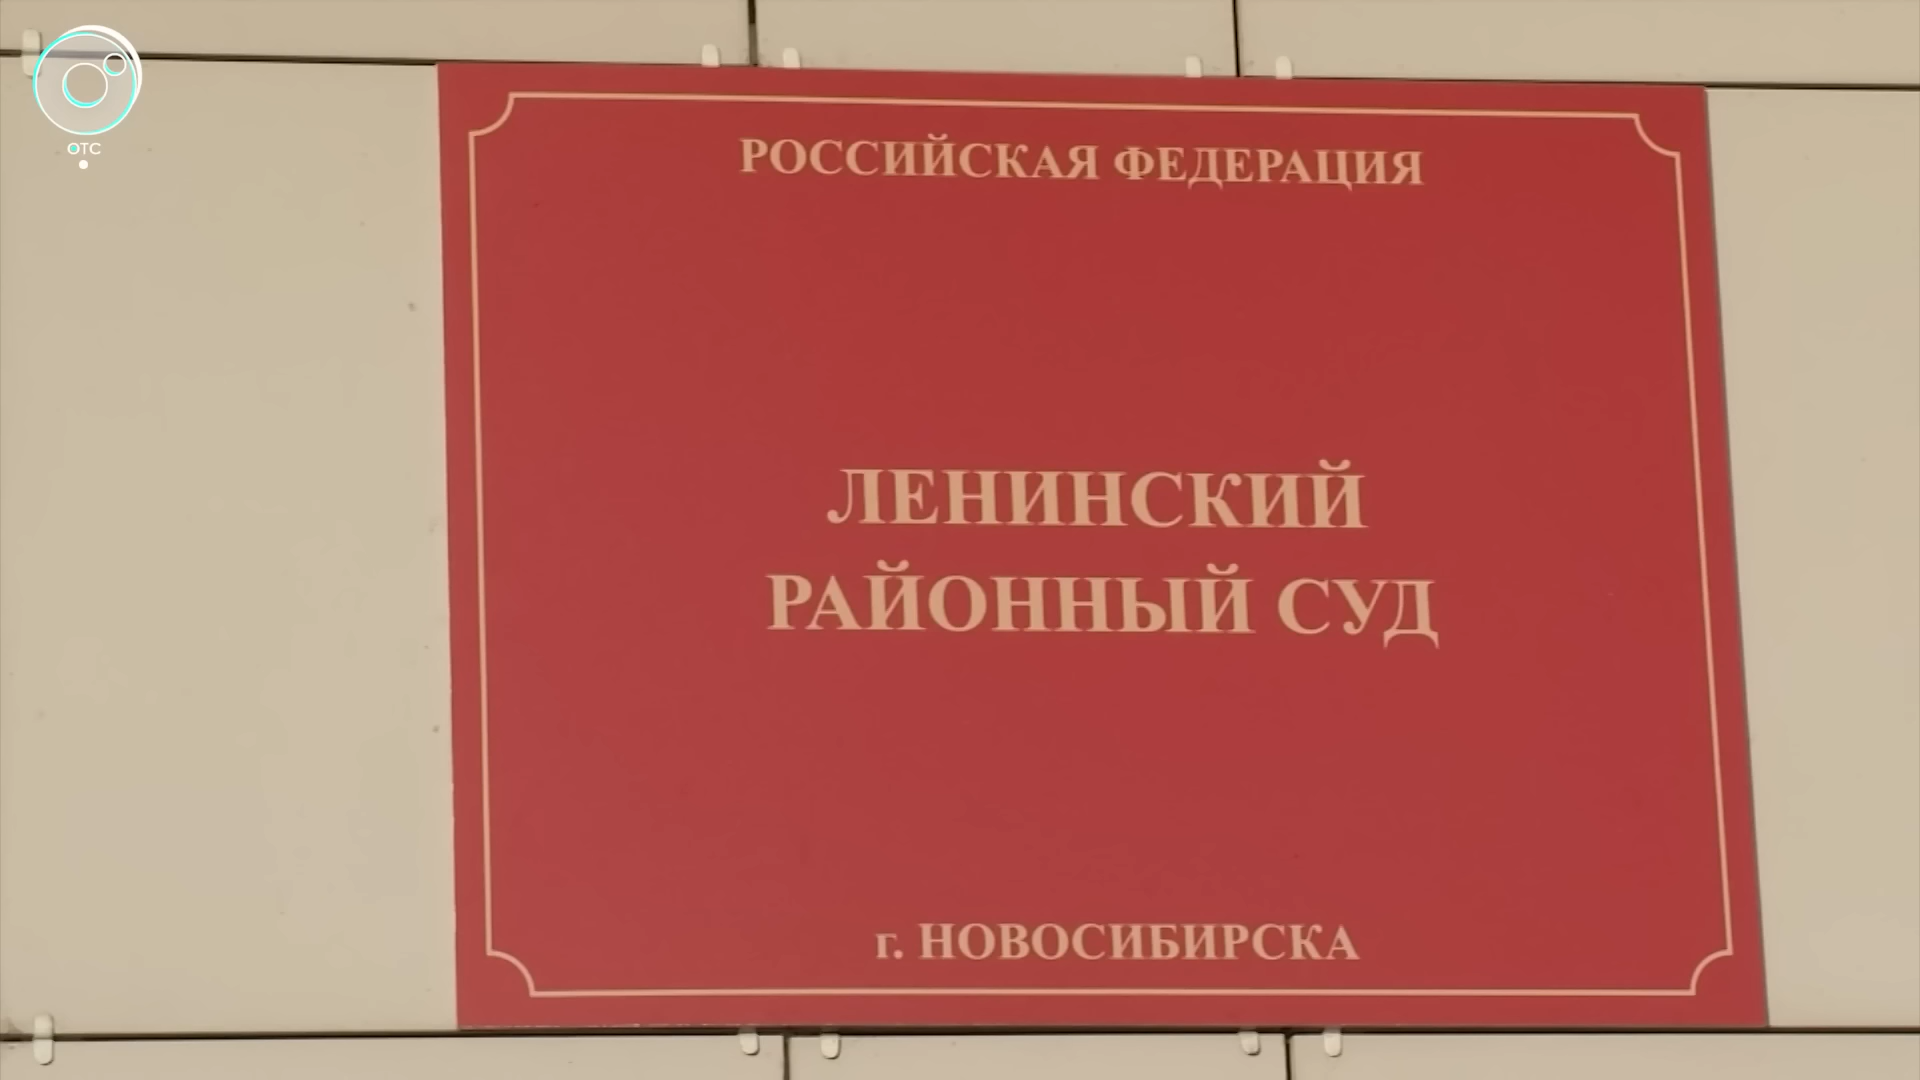 ОТС
РОССИЙСКАЯ ФЕДЕРАЦИЯ
ЛЕНИНСКИЙ
РАЙОННЫЙ СУД
г. НОВОСИБИРСКА